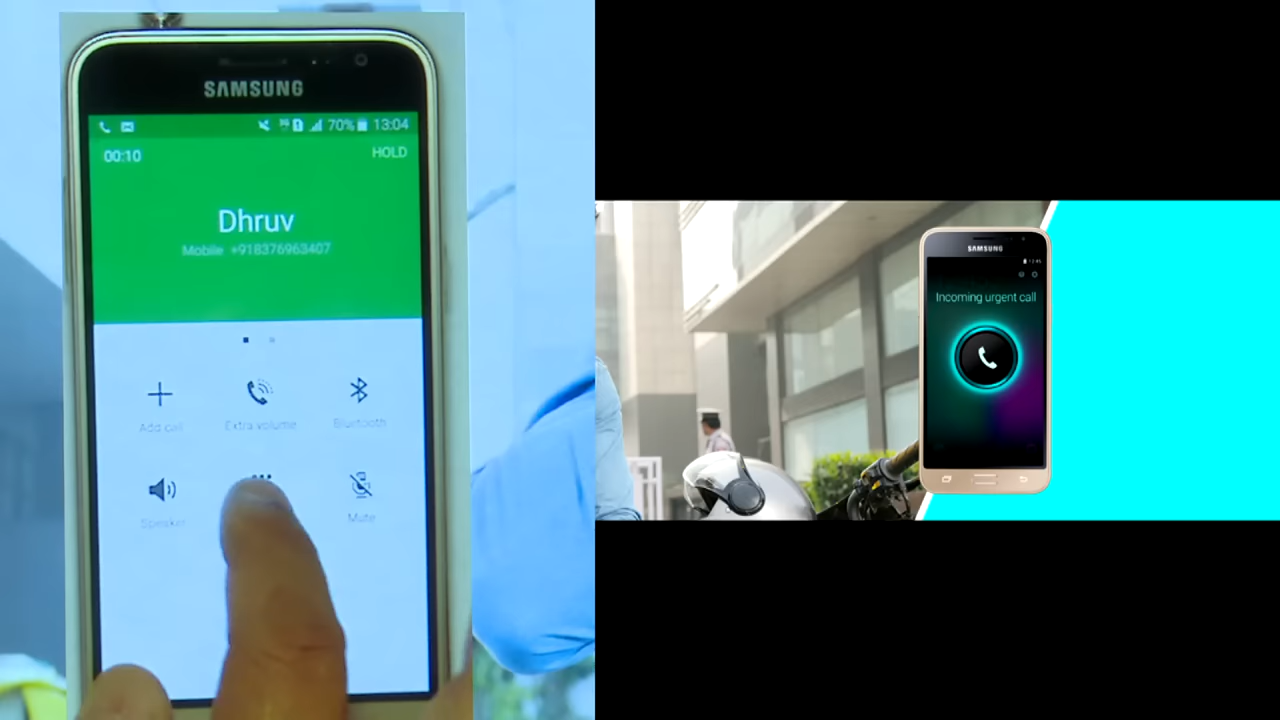 SAMSUNG
70% 13:04
00:10
HOLD
Dhruv
Mobile +918376963407
Add call
Extra volume
Bluetooth
Speaker
Mute
SAMSUNG
Incoming urgent call